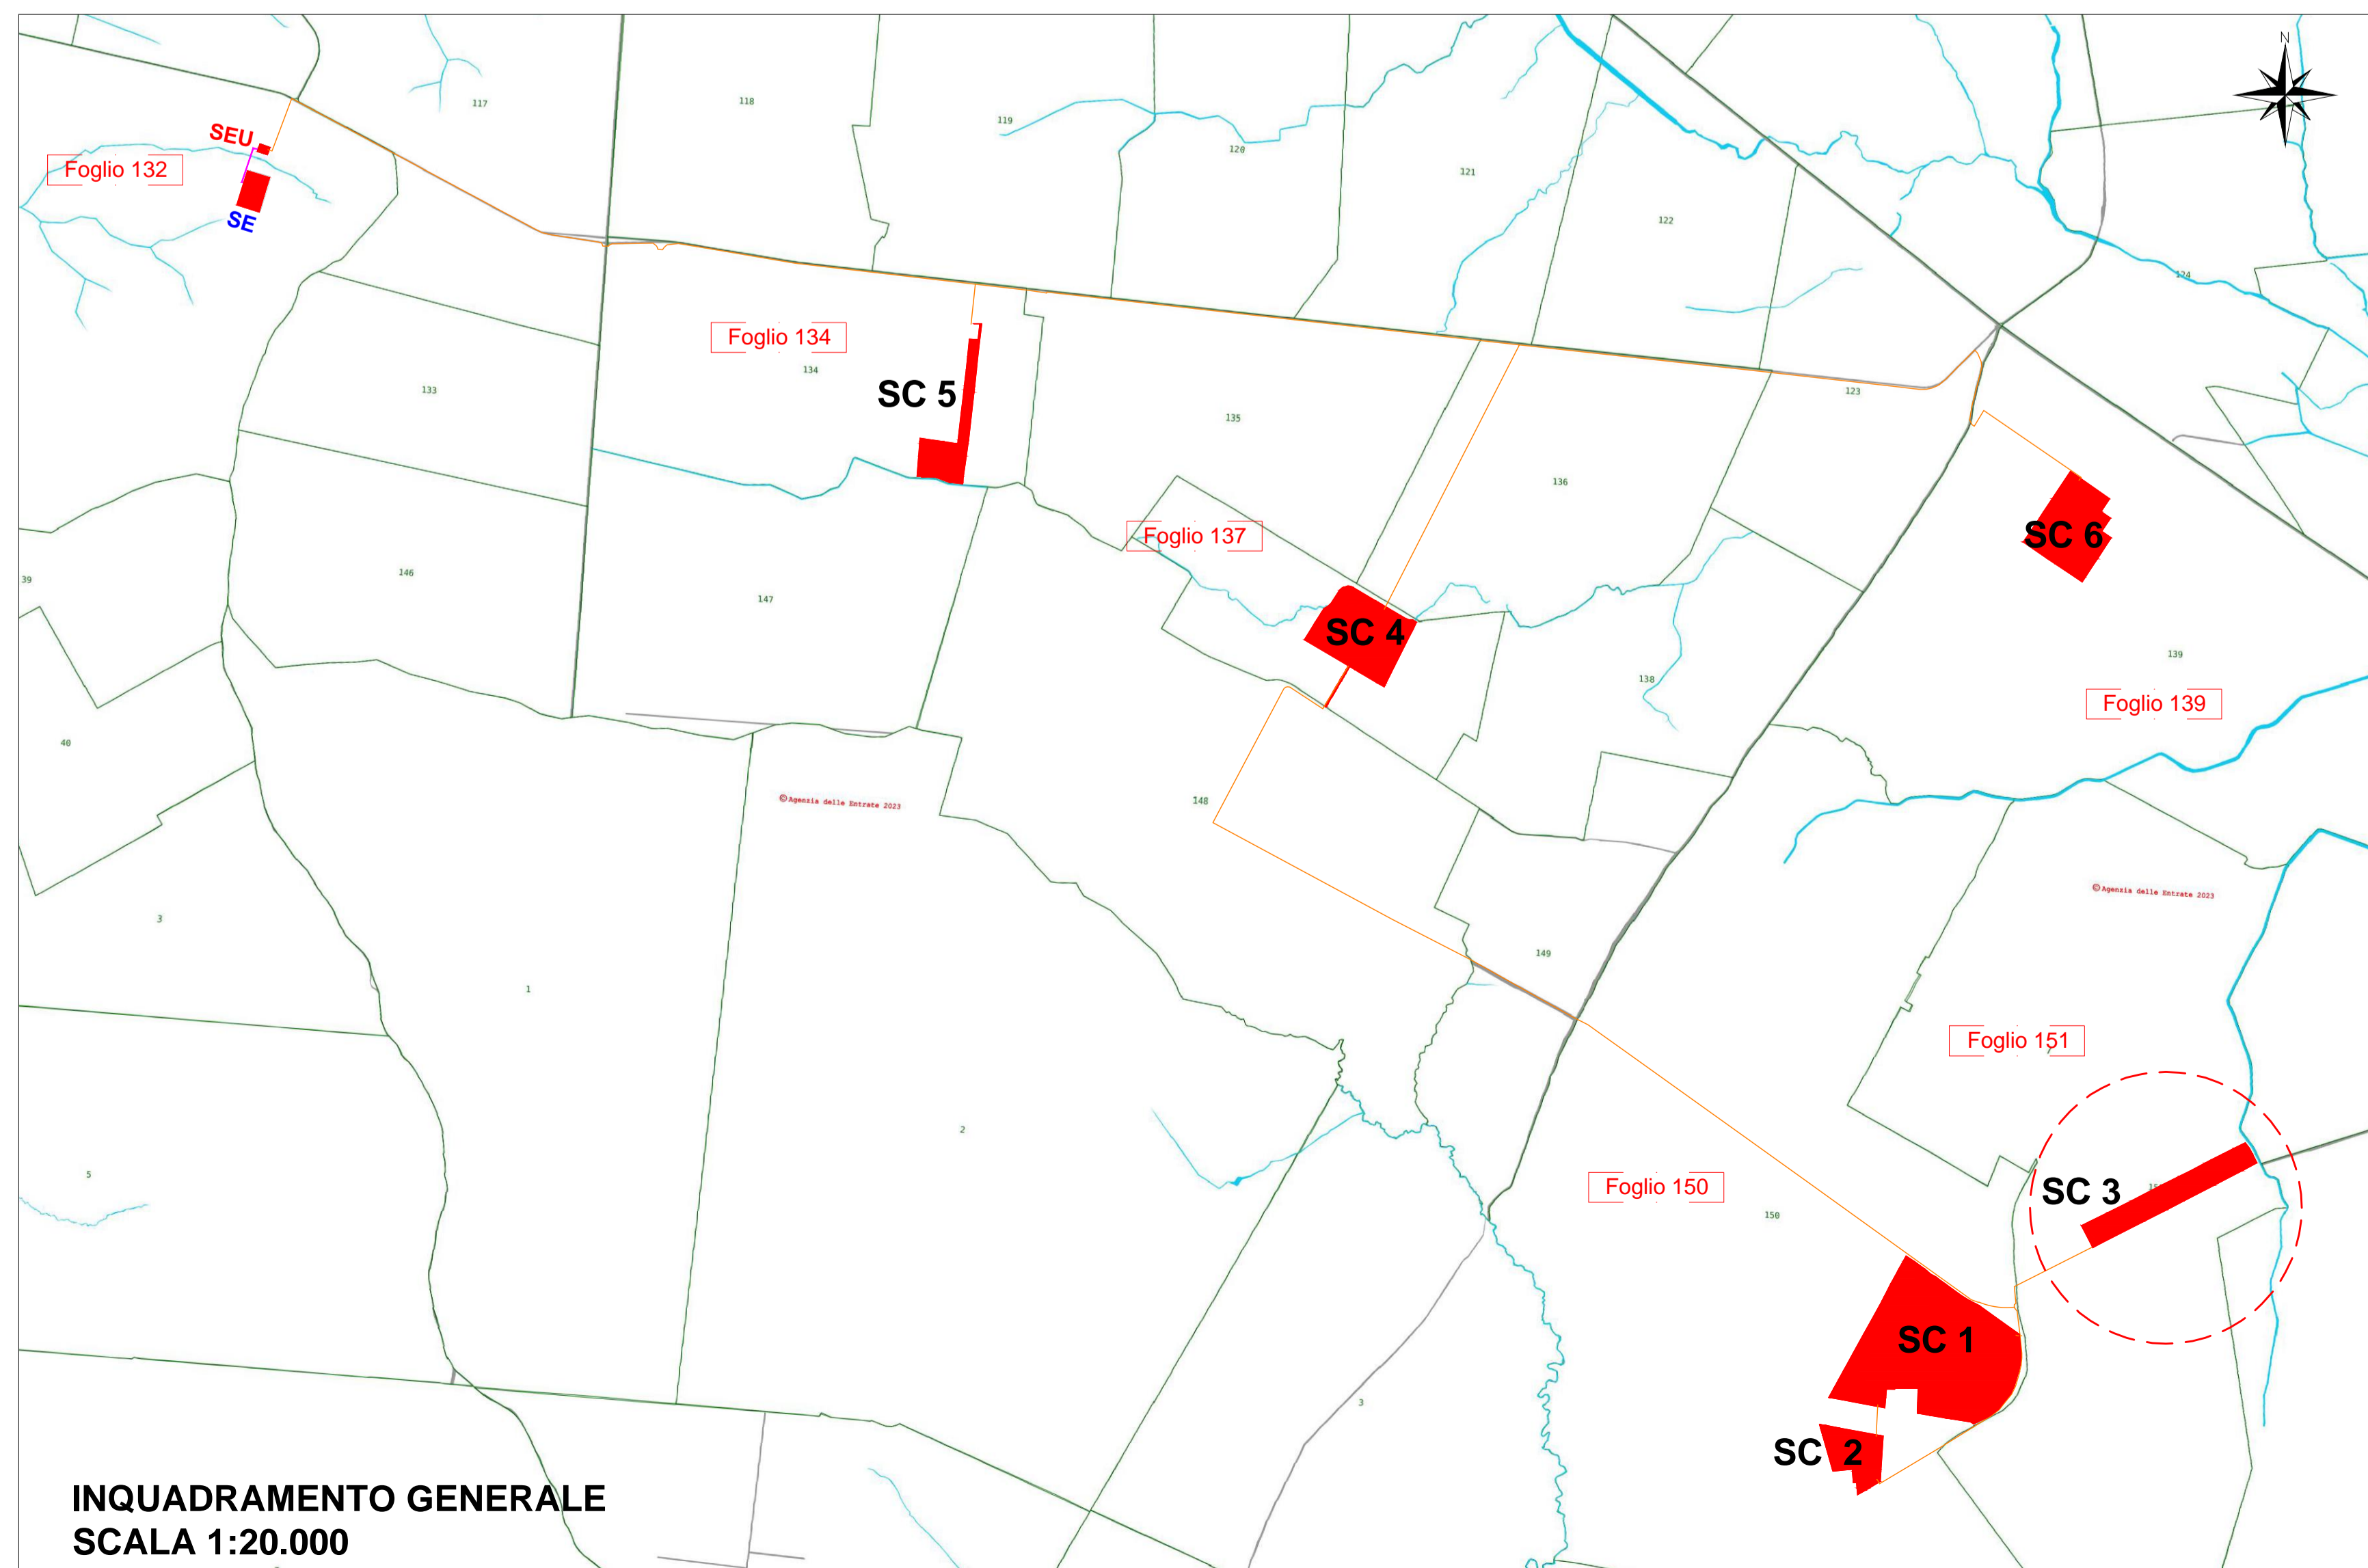 N
117
118
119
120
121
122
124
SEU
Foglio 132
SE
Foglio 134
134
SC 5
133
135
123
136
Foglio 137
SC 6
39
146
147
SC 4
138
139
Foglio 139
40
© Agenzia delle Entrate 2023
148
© Agenzia delle Entrate 2023
3
149
1
Foglio 151
2
5
Foglio 150
150
SC 3
SC 1
3
SC 2
INQUADRAMENTO GENERALE
SCALA 1:20.000